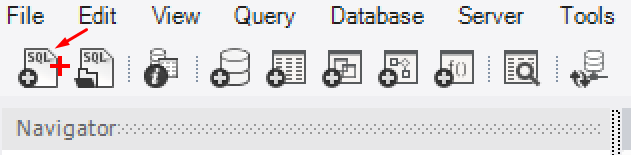 File Edit View Query Database Server Tools
SQL SQL i f()
Navigator